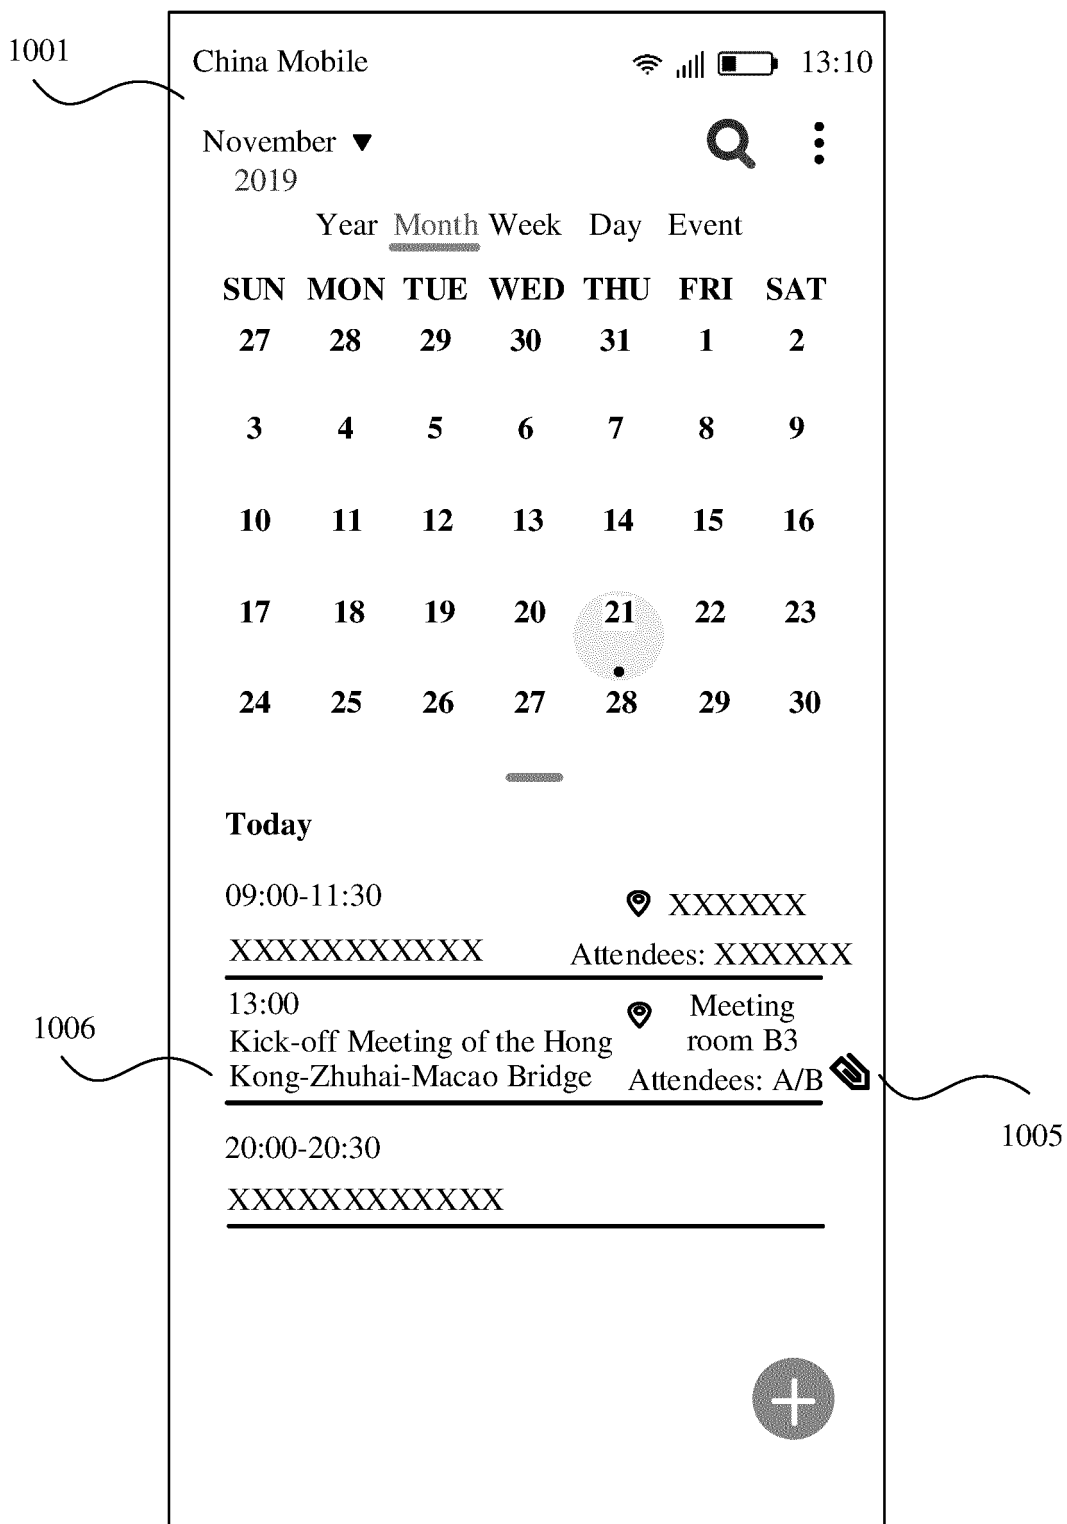 1001
China Mobile 13:10
November
2019
Year Month Week Day Event
SUN MON TUE WED THU FRI SAT
27 28 29 30 31 1 2
3 4 5 6 7 8 9
10 11 12 13 14 15 16
17 18 19 20 21 22 23
24 25 26 27 28 29 30
Today
09:00-11:30 XXXXXX
XXXXXXXXXXX Attendees: XXXXXX
13:00 Meeting
room B3
1006
Kick-off Meeting of the Hong
Kong-Zhuhai-Macao Bridge Attendees: A/B
1005
20:00-20:30
XXXXXXXXXXXX